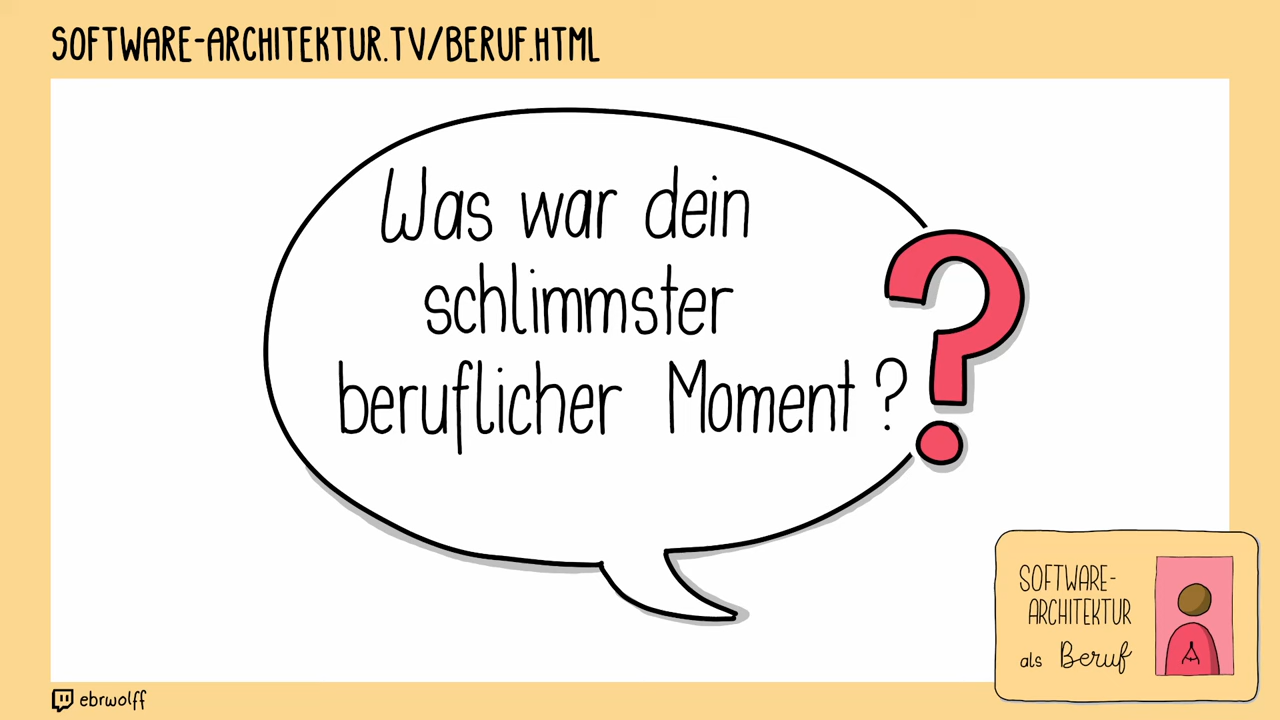 SOFTWARE-ARCHITEKTUR.TV/BERUF.HTML
Was war dein
schlimmster
beruflicher Moment ?
?
SOFTWARE-
ARCHITEKTUR
als Beruf
ebrwolff